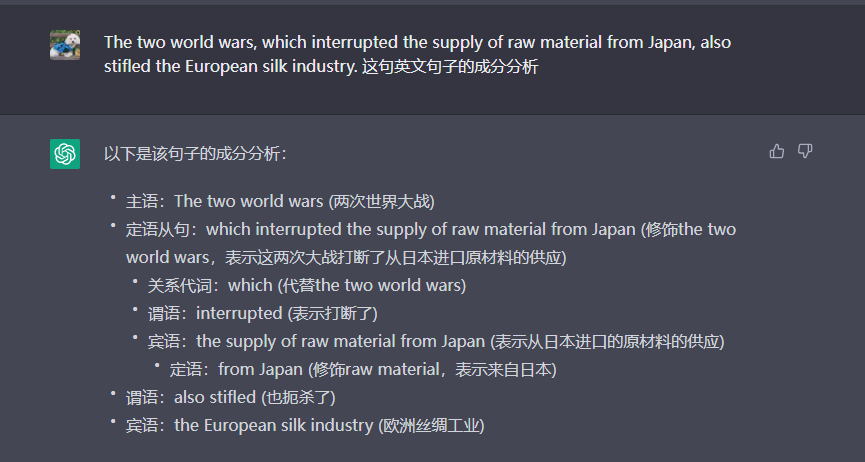 The two world wars, which interrupted the supply of raw material from Japan, also
stifled the European silk industry. 这句英文句子的成分分析
以下是该句子的成分分析：
• 主语：The two world wars (两次世界大战)
• 定语从句：which interrupted the supply of raw material from Japan (修饰the two
world wars，表示这两次大战打断了从日本进口原材料的供应)
• 关系代词：which (代替the two world wars)
• 谓语：interrupted (表示打断了)
• 宾语：the supply of raw material from Japan (表示从日本进口的原材料的供应)
• 定语：from Japan (修饰raw material，表示来自日本)
• 谓语：also stifled (也扼杀了)
• 宾语：the European silk industry (欧洲丝绸工业)